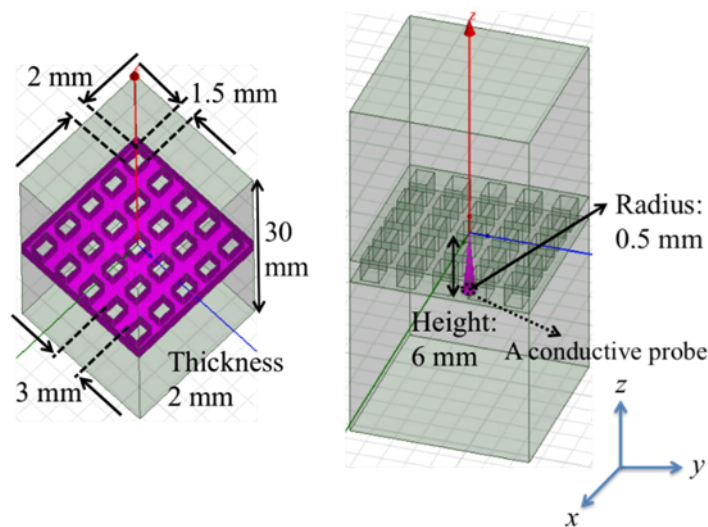 2 mm
1.5 mm
30
mm
Thickness
2 mm
3 mm
z
Radius:
0.5 mm
Height:
6 mm
A conductive probe
z
y
x